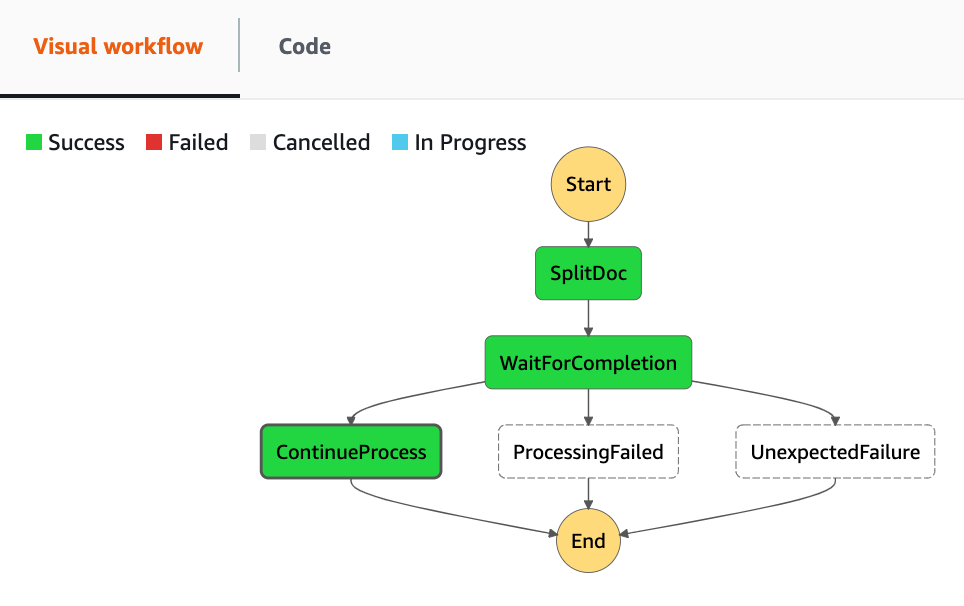 Visual workflow
Code
Success
Failed
Cancelled
In Progress
Start
SplitDoc
WaitForCompletion
ContinueProcess
ProcessingFailed
UnexpectedFailure
End